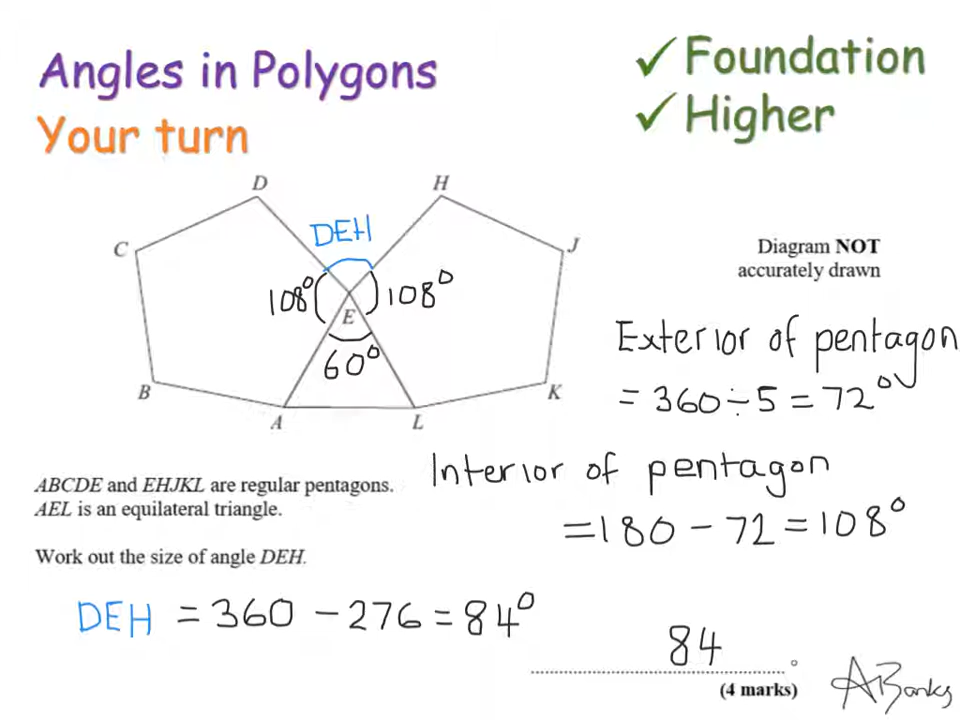 Angles in Polygons
Your turn
✓ Foundation
✓ Higher
D
H
C
DEH
J
108°
108°
E
60°
B
K
A
L
Diagram NOT
accurately drawn
Exterior of pentagon
= 360 ÷ 5 = 72°
Interior of pentagon
= 180 - 72 = 108°
ABCDE and EHJKL are regular pentagons.
AEL is an equilateral triangle.
Work out the size of angle DEH.
DEH = 360 - 276 = 84°
84 °
(4 marks)
ABanks